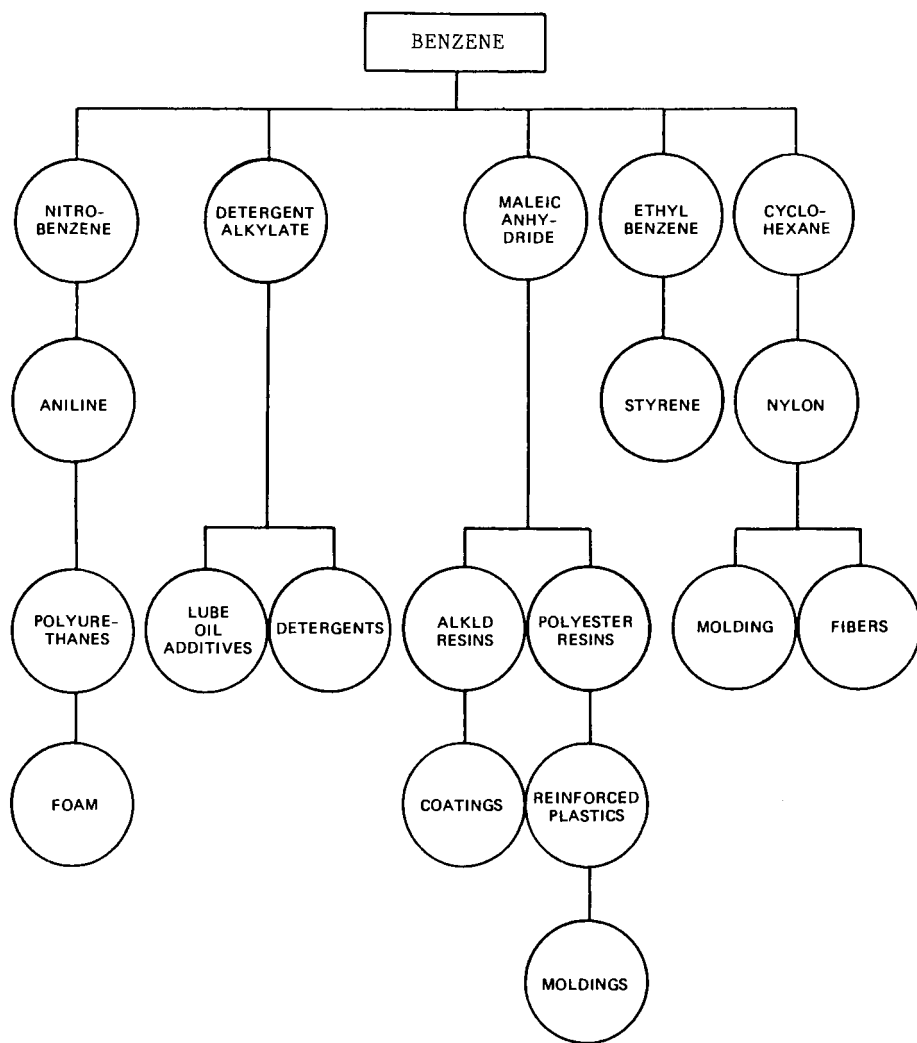 BENZENE
NITRO-
BENZENE
DETERGENT
ALKYLATE
MALEIC
ANHY-
DRIDE
ETHYL
BENZENE
CYCLO-
HEXANE
ANILINE
STYRENE
NYLON
POLYURE-
THANES
LUBE
OIL
ADDITIVES
DETERGENTS
ALKLD
RESINS
POLYESTER
RESINS
MOLDING
FIBERS
FOAM
COATINGS
REINFORCED
PLASTICS
MOLDINGS